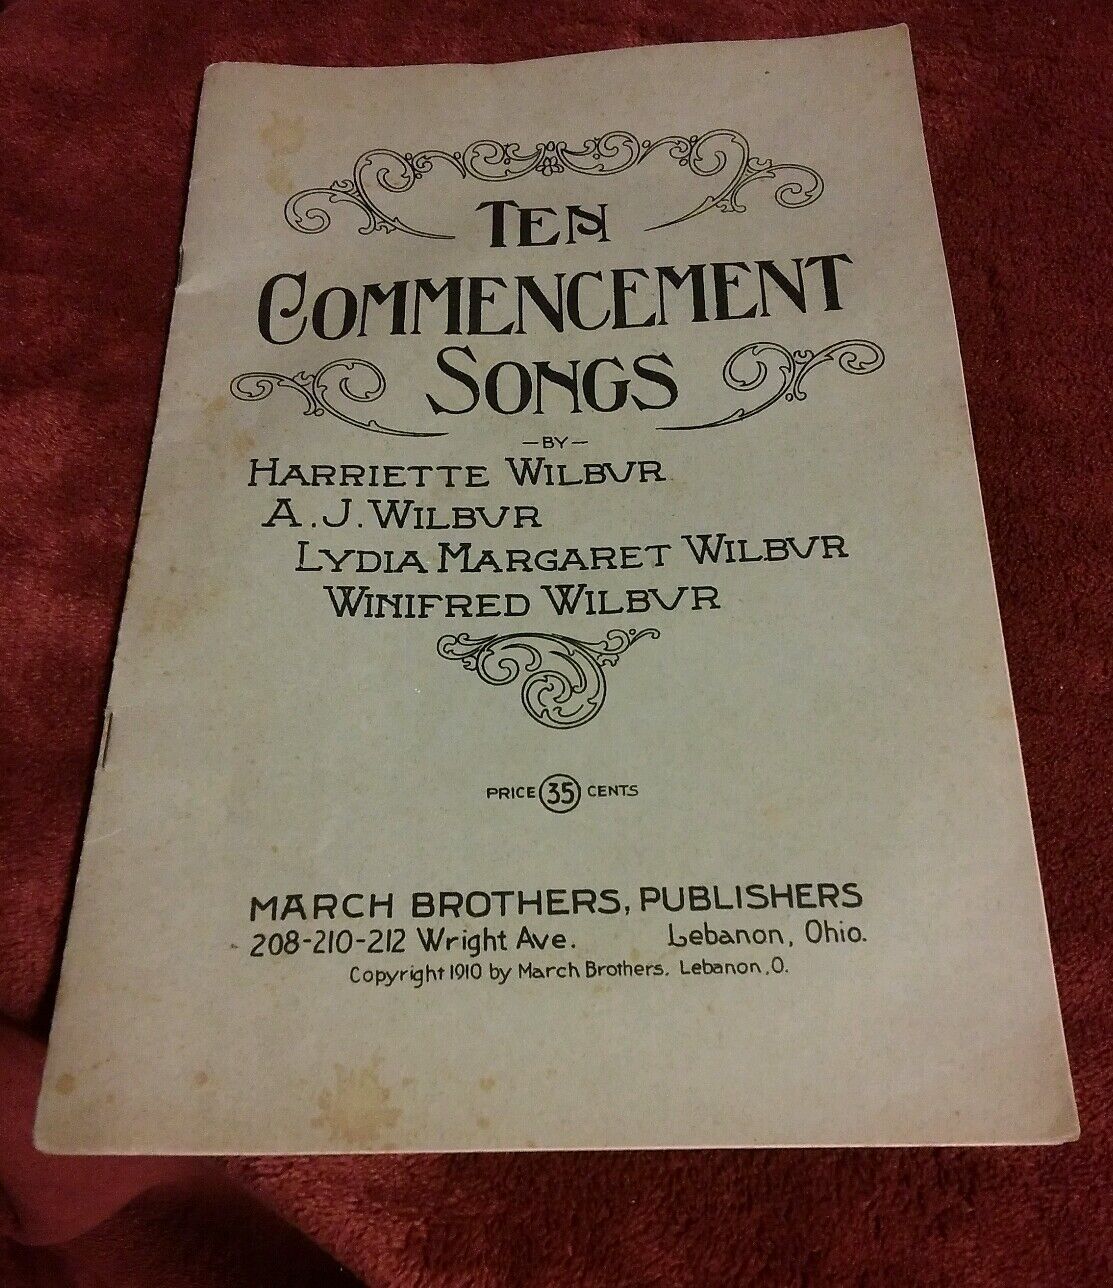 TEN
COMMENCEMENT
SONGS
—BY—
HARRIETTE WILBVR
A. J. WILBVR
LYDIA MARGARET WILBVR
WINIFRED WILBVR
PRICE 35 CENTS
MARCH BROTHERS, PUBLISHERS
208-210-212 Wright Ave. Lebanon, Ohio.
Copyright 1910 by March Brothers, Lebanon, O.